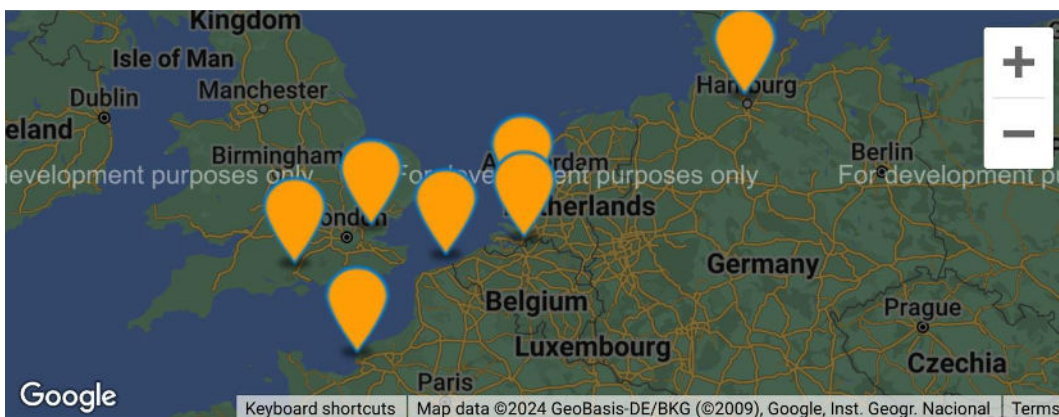 Kingdom
Isle of Man
Dublin
Manchester
Hamburg
eland
Birmingham
Berlin
evelopment purposes only
For development purposes only
For development pu
London
Netherlands
Germany
Belgium
Prague
Luxembourg
Czechia
Paris
Google
Keyboard shortcuts
Map data ©2024 GeoBasis-DE/BKG (©2009), Google, Inst. Geogr. Nacional
Terms